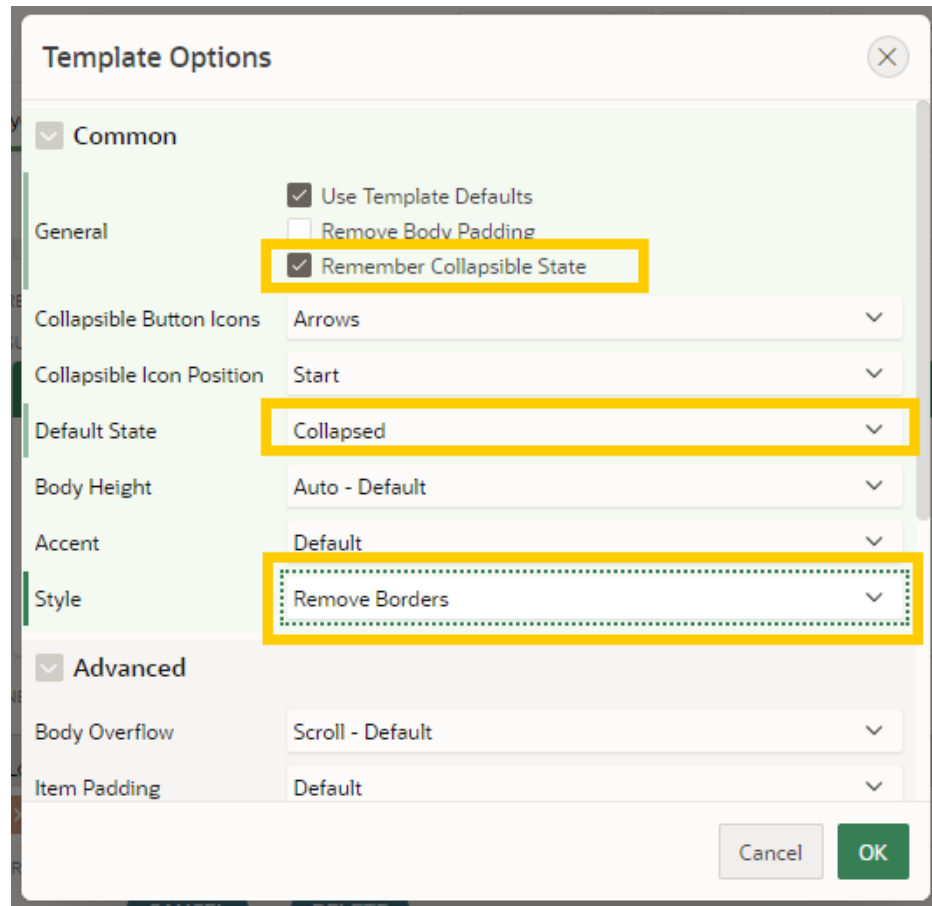 Template Options
Common
General
Use Template Defaults
Remove Body Padding
Remember Collapsible State
Collapsible Button Icons Arrows
Collapsible Icon Position Start
Default State Collapsed
Body Height Auto - Default
Accent Default
Style Remove Borders
Advanced
Body Overflow Scroll - Default
Item Padding Default
Cancel OK